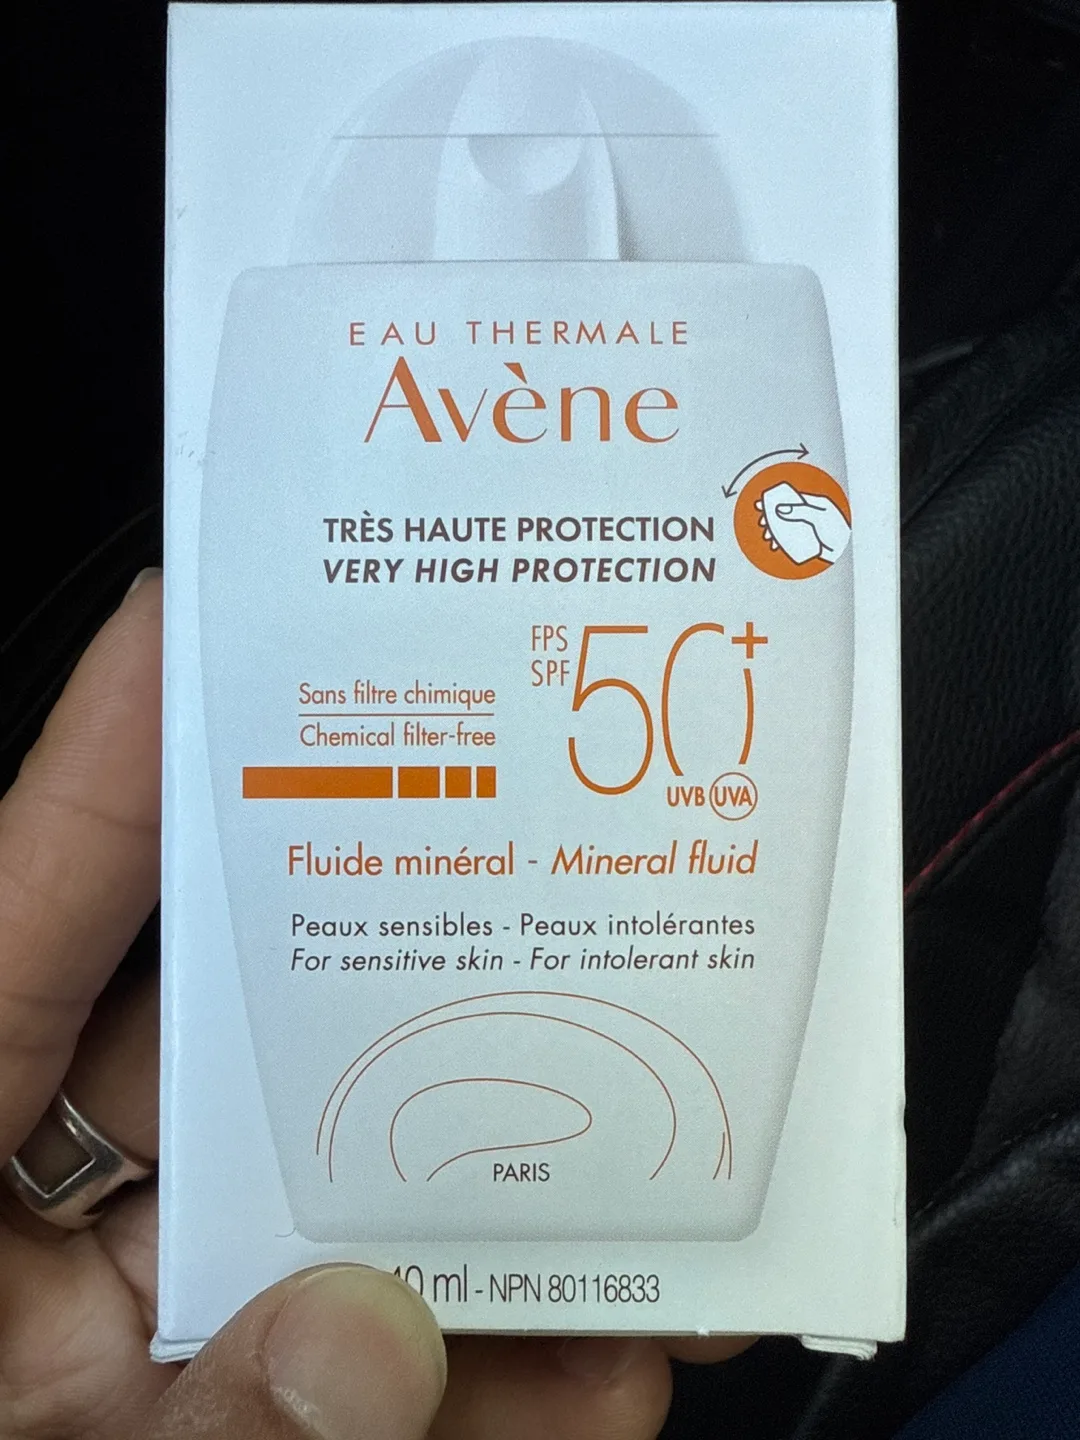 EAU THERMALE
Avène
TRÈS HAUTE PROTECTION
VERY HIGH PROTECTION
FPS
SPF 50+
Sans filtre chimique
Chemical filter-free
UVB UVA
Fluide minéral - Mineral fluid
Peaux sensibles - Peaux intolérantes
For sensitive skin - For intolerant skin
PARIS
ml - NPN 80116833